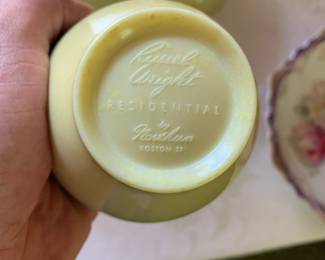 Russel
Wright
RESIDENTIAL
by
Northern
BOSTON 27